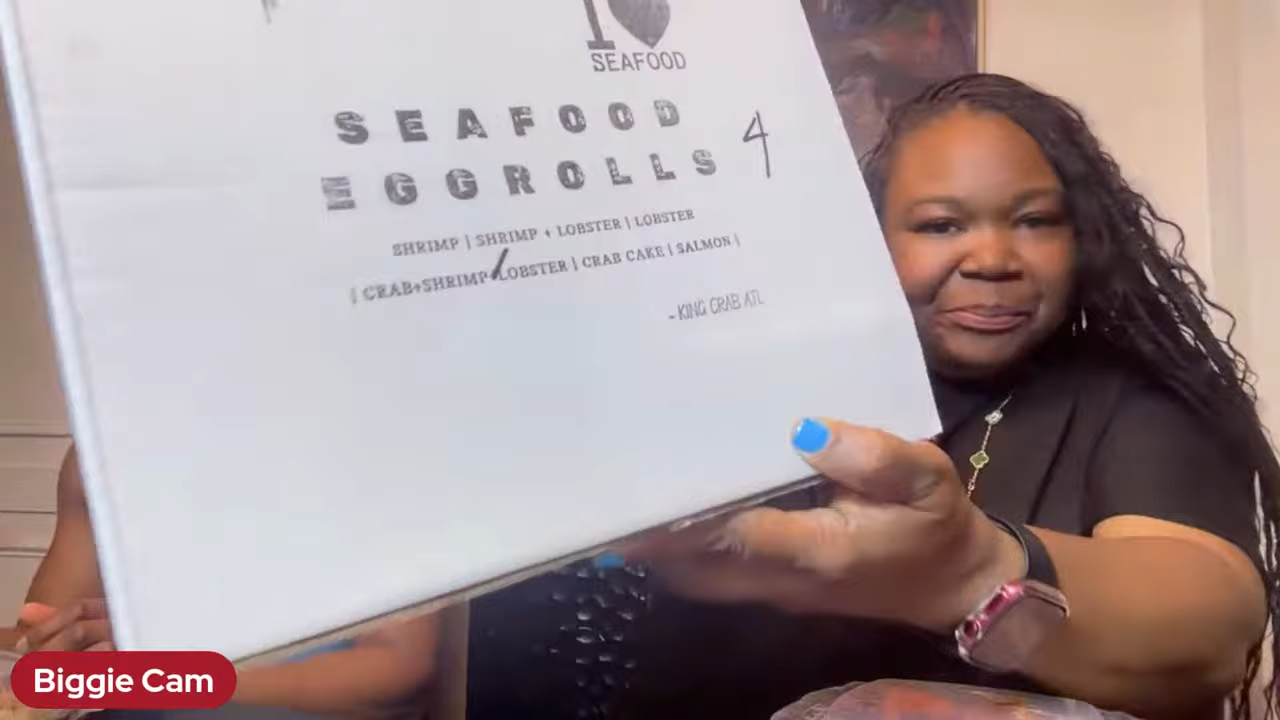 I
SEAFOOD
SEAFOOD
EGGROLLS 4
SHRIMP | SHRIMP + LOBSTER | LOBSTER
| CRAB+SHRIMP+LOBSTER | CRAB CAKE | SALMON |
- KING CRAB ATL
Biggie Cam